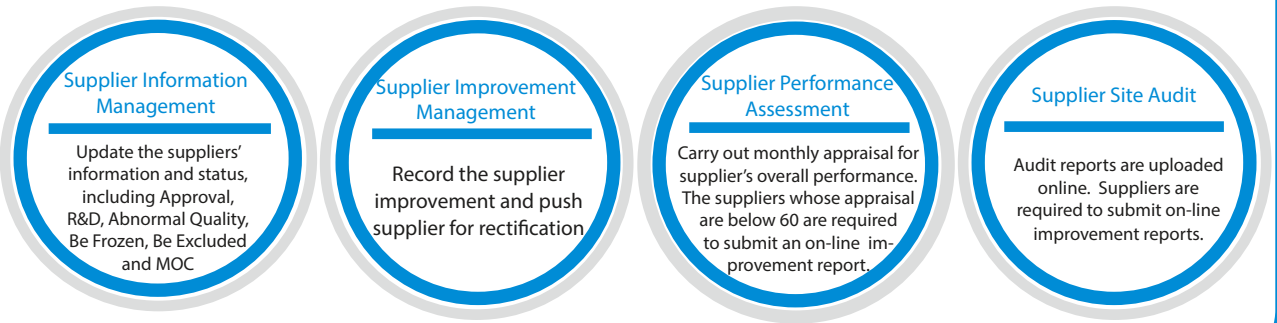 Supplier Information
Management
Update the suppliers'
information and status,
including Approval,
R&D, Abnormal Quality,
Be Frozen, Be Excluded
and MOC
Supplier Improvement
Management
Record the supplier
improvement and push
supplier for rectification
Supplier Performance
Assessment
Carry out monthly appraisal for
supplier's overall performance.
The suppliers whose appraisal
are below 60 are required
to submit an on-line im-
provement report.
Supplier Site Audit
Audit reports are uploaded
online. Suppliers are
required to submit on-line
improvement reports.